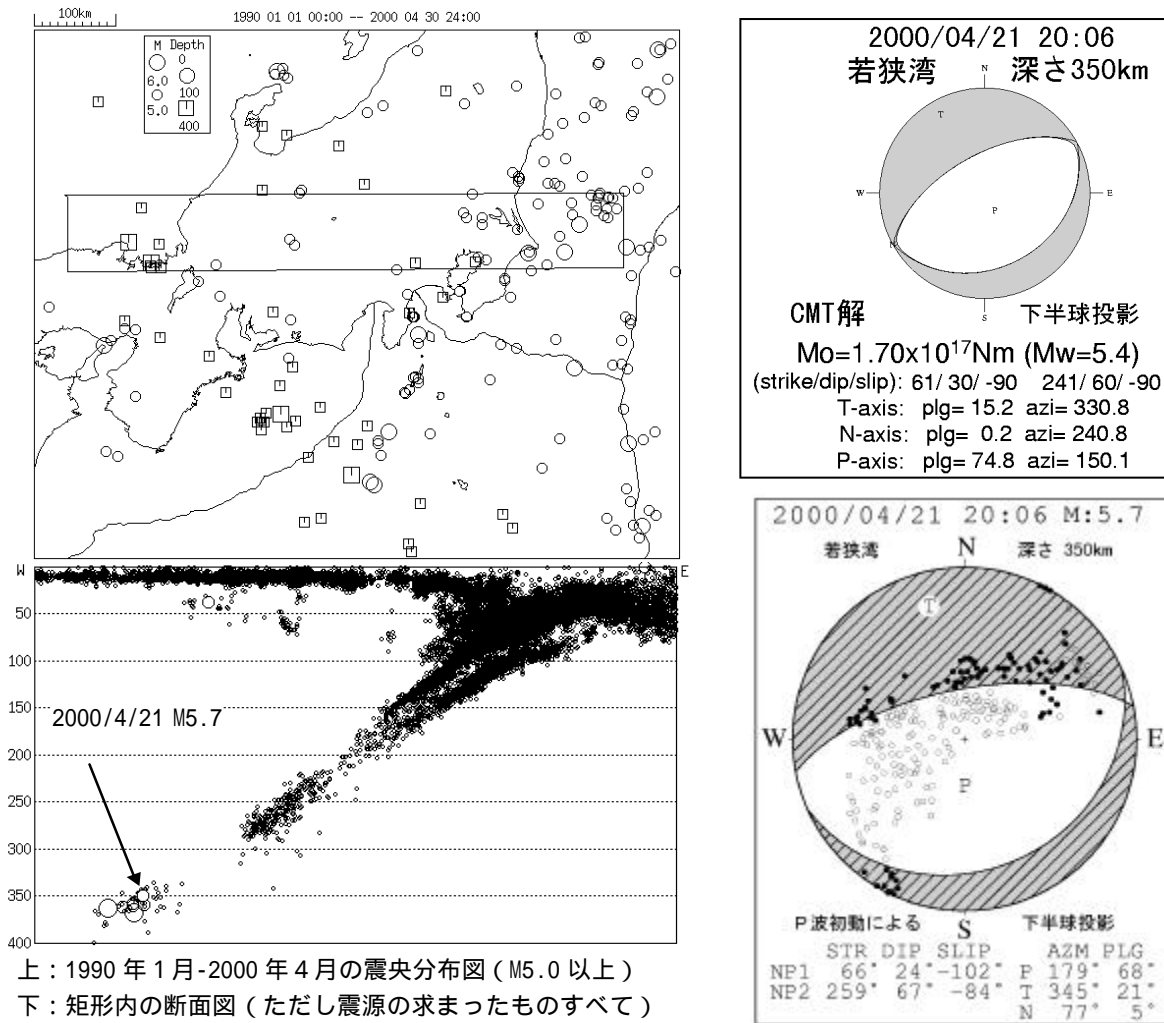 100km
1990 01 01 00:00 -- 2000 04 30 24:00
M Depth
0
6.0
100
5.0
400
W
E
50
100
150
200
250
300
350
400
2000/4/21 M5.7
上：1990 年 1 月-2000 年 4 月の震央分布図（M5.0 以上）
下：矩形内の断面図（ただし震源の求まったものすべて）
2000/04/21 20:06
若狭湾 深さ350km
N
T
W
E
P
N
S
CMT解 下半球投影
Mo=1.70x10¹⁷Nm (Mw=5.4)
(strike/dip/slip): 61/ 30/ -90 241/ 60/ -90
T-axis: plg= 15.2 azi= 330.8
N-axis: plg= 0.2 azi= 240.8
P-axis: plg= 74.8 azi= 150.1
2000/04/21 20:06 M:5.7
若狭湾 N 深さ 350km
T
W
E
P
S
P波初動による 下半球投影
STR DIP SLIP AZM PLG
NP1 66° 24° -102° P 179° 68°
NP2 259° 67° -84° T 345° 21°
N 77° 5°